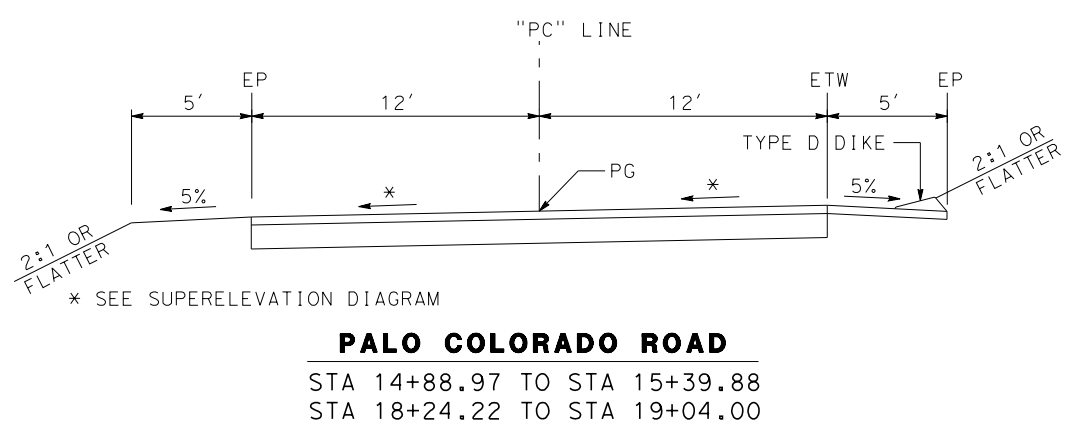 "PC" LINE
EP
ETW
EP
5'
12'
12'
5'
TYPE D DIKE
2:1 OR
FLATTER
PG
5%
*
*
5%
2:1 OR
FLATTER
* SEE SUPERELEVATION DIAGRAM
PALO COLORADO ROAD
STA 14+88.97 TO STA 15+39.88
STA 18+24.22 TO STA 19+04.00